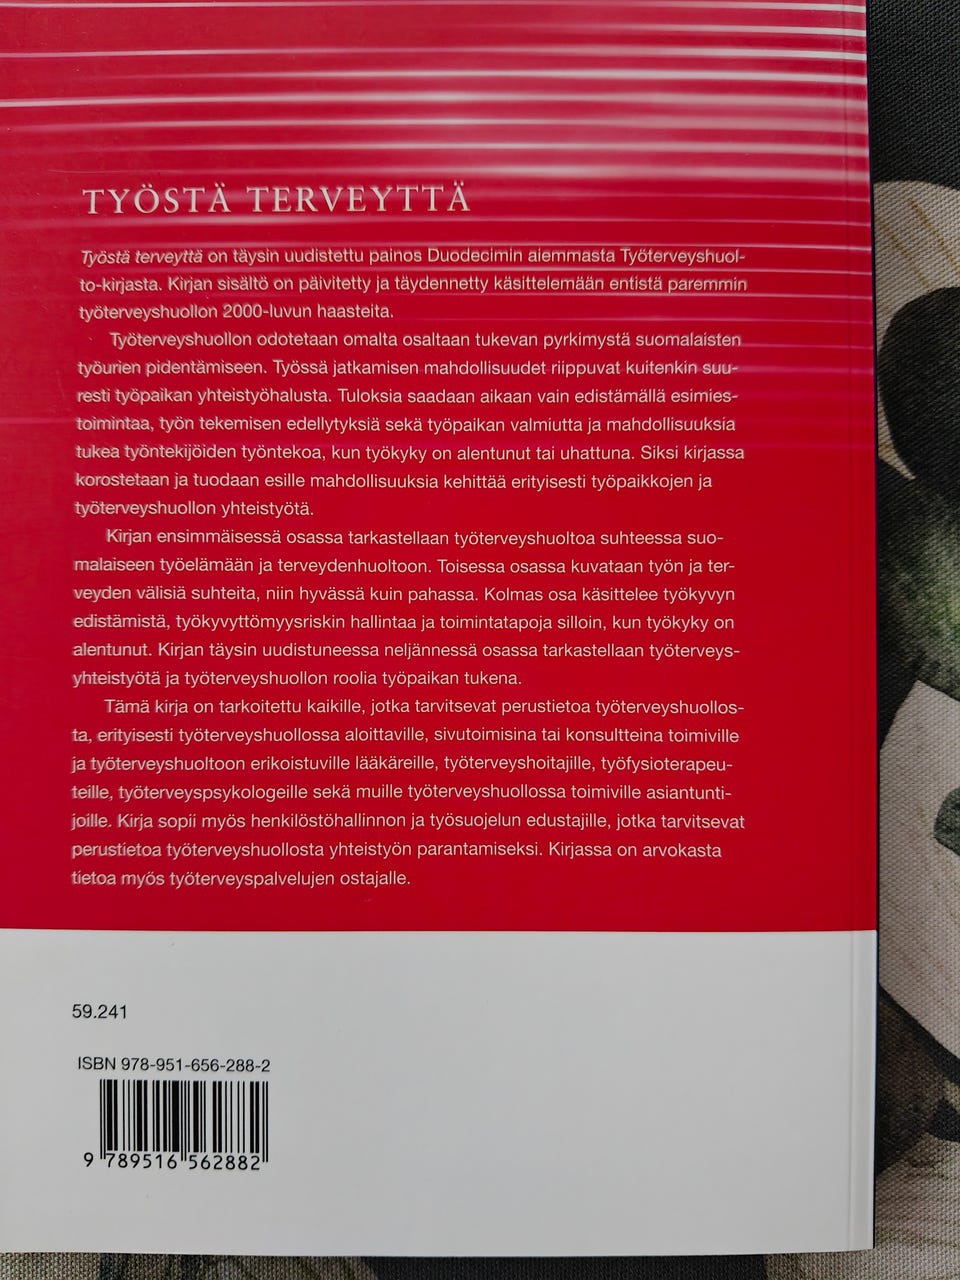 TYÖSTÄ TERVEYTTÄ
Työstä terveyttä on täysin uudistettu painos Duodecimin aiemmasta Työterveyshuol-
to-kirjasta. Kirjan sisältö on päivitetty ja täydennetty käsittelemään entistä paremmin
työterveyshuollon 2000-luvun haasteita.
Työterveyshuollon odotetaan omalta osaltaan tukevan pyrkimystä suomalaisten
työurien pidentämiseen. Työssä jatkamisen mahdollisuudet riippuvat kuitenkin suu-
resti työpaikan yhteistyöhalusta. Tuloksia saadaan aikaan vain edistämällä esimies-
toimintaa, työn tekemisen edellytyksiä sekä työpaikan valmiutta ja mahdollisuuksia
tukea työntekijöiden työntekoa, kun työkyky on alentunut tai uhattuna. Siksi kirjassa
korostetaan ja tuodaan esille mahdollisuuksia kehittää erityisesti työpaikkojen ja
työterveyshuollon yhteistyötä.
Kirjan ensimmäisessä osassa tarkastellaan työterveyshuoltoa suhteessa suo-
malaiseen työelämään ja terveydenhuoltoon. Toisessa osassa kuvataan työn ja ter-
veyden välisiä suhteita, niin hyvässä kuin pahassa. Kolmas osa käsittelee työkyvyn
edistämistä, työkyvyttömyysriskin hallintaa ja toimintatapoja silloin, kun työkyky on
alentunut. Kirjan täysin uudistuneessa neljännessä osassa tarkastellaan työterveys-
yhteistyötä ja työterveyshuollon roolia työpaikan tukena.
Tämä kirja on tarkoitettu kaikille, jotka tarvitsevat perustietoa työterveyshuollos-
ta, erityisesti työterveyshuollossa aloittaville, sivutoimisina tai konsultteina toimiville
ja työterveyshuoltoon erikoistuville lääkäreille, työterveyshoitajille, työfysioterapeu-
teille, työterveyspsykologeille sekä muille työterveyshuollossa toimiville asiantunti-
joille. Kirja sopii myös henkilöstöhallinnon ja työsuojelun edustajille, jotka tarvitsevat
perustietoa työterveyshuollosta yhteistyön parantamiseksi. Kirjassa on arvokasta
tietoa myös työterveyspalvelujen ostajalle.
59.241
ISBN 978-951-656-288-2
9 789516 562882